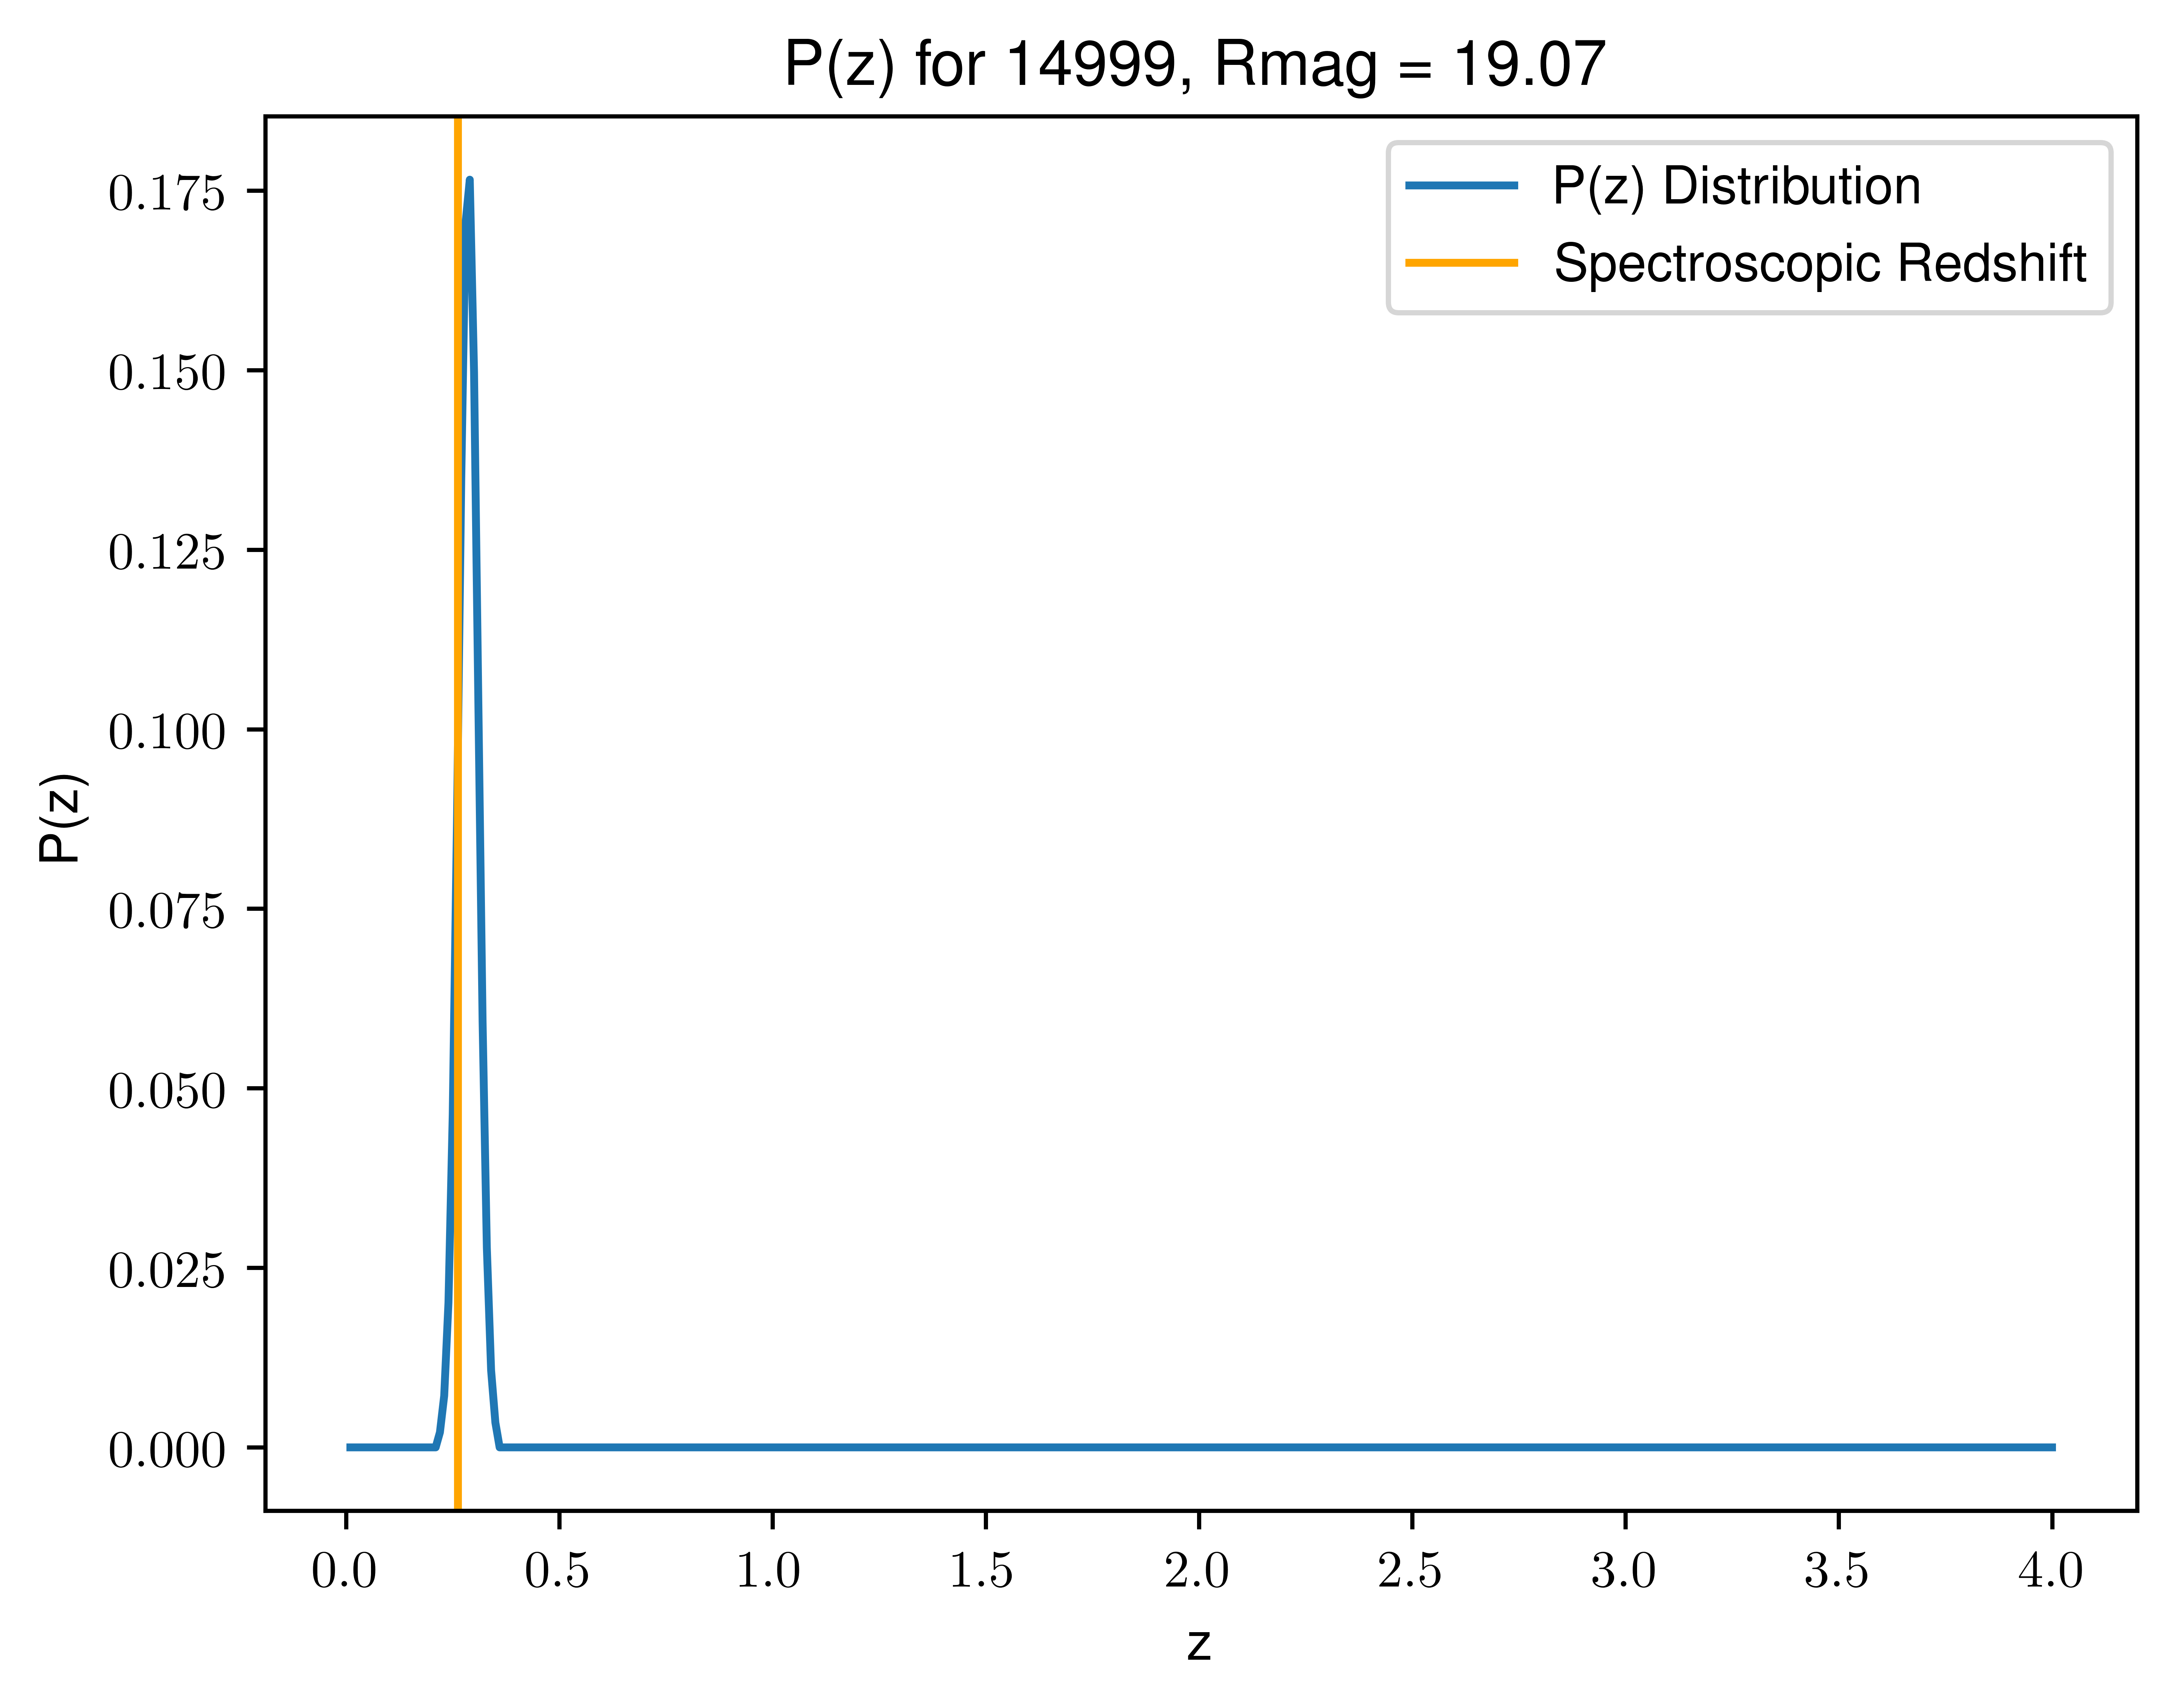 P(z) for 14999, Rmag = 19.07
P(z) Distribution
Spectroscopic Redshift
0.175
0.150
0.125
0.100
0.075
0.050
0.025
0.000
P(z)
0.0 0.5 1.0 1.5 2.0 2.5 3.0 3.5 4.0
z